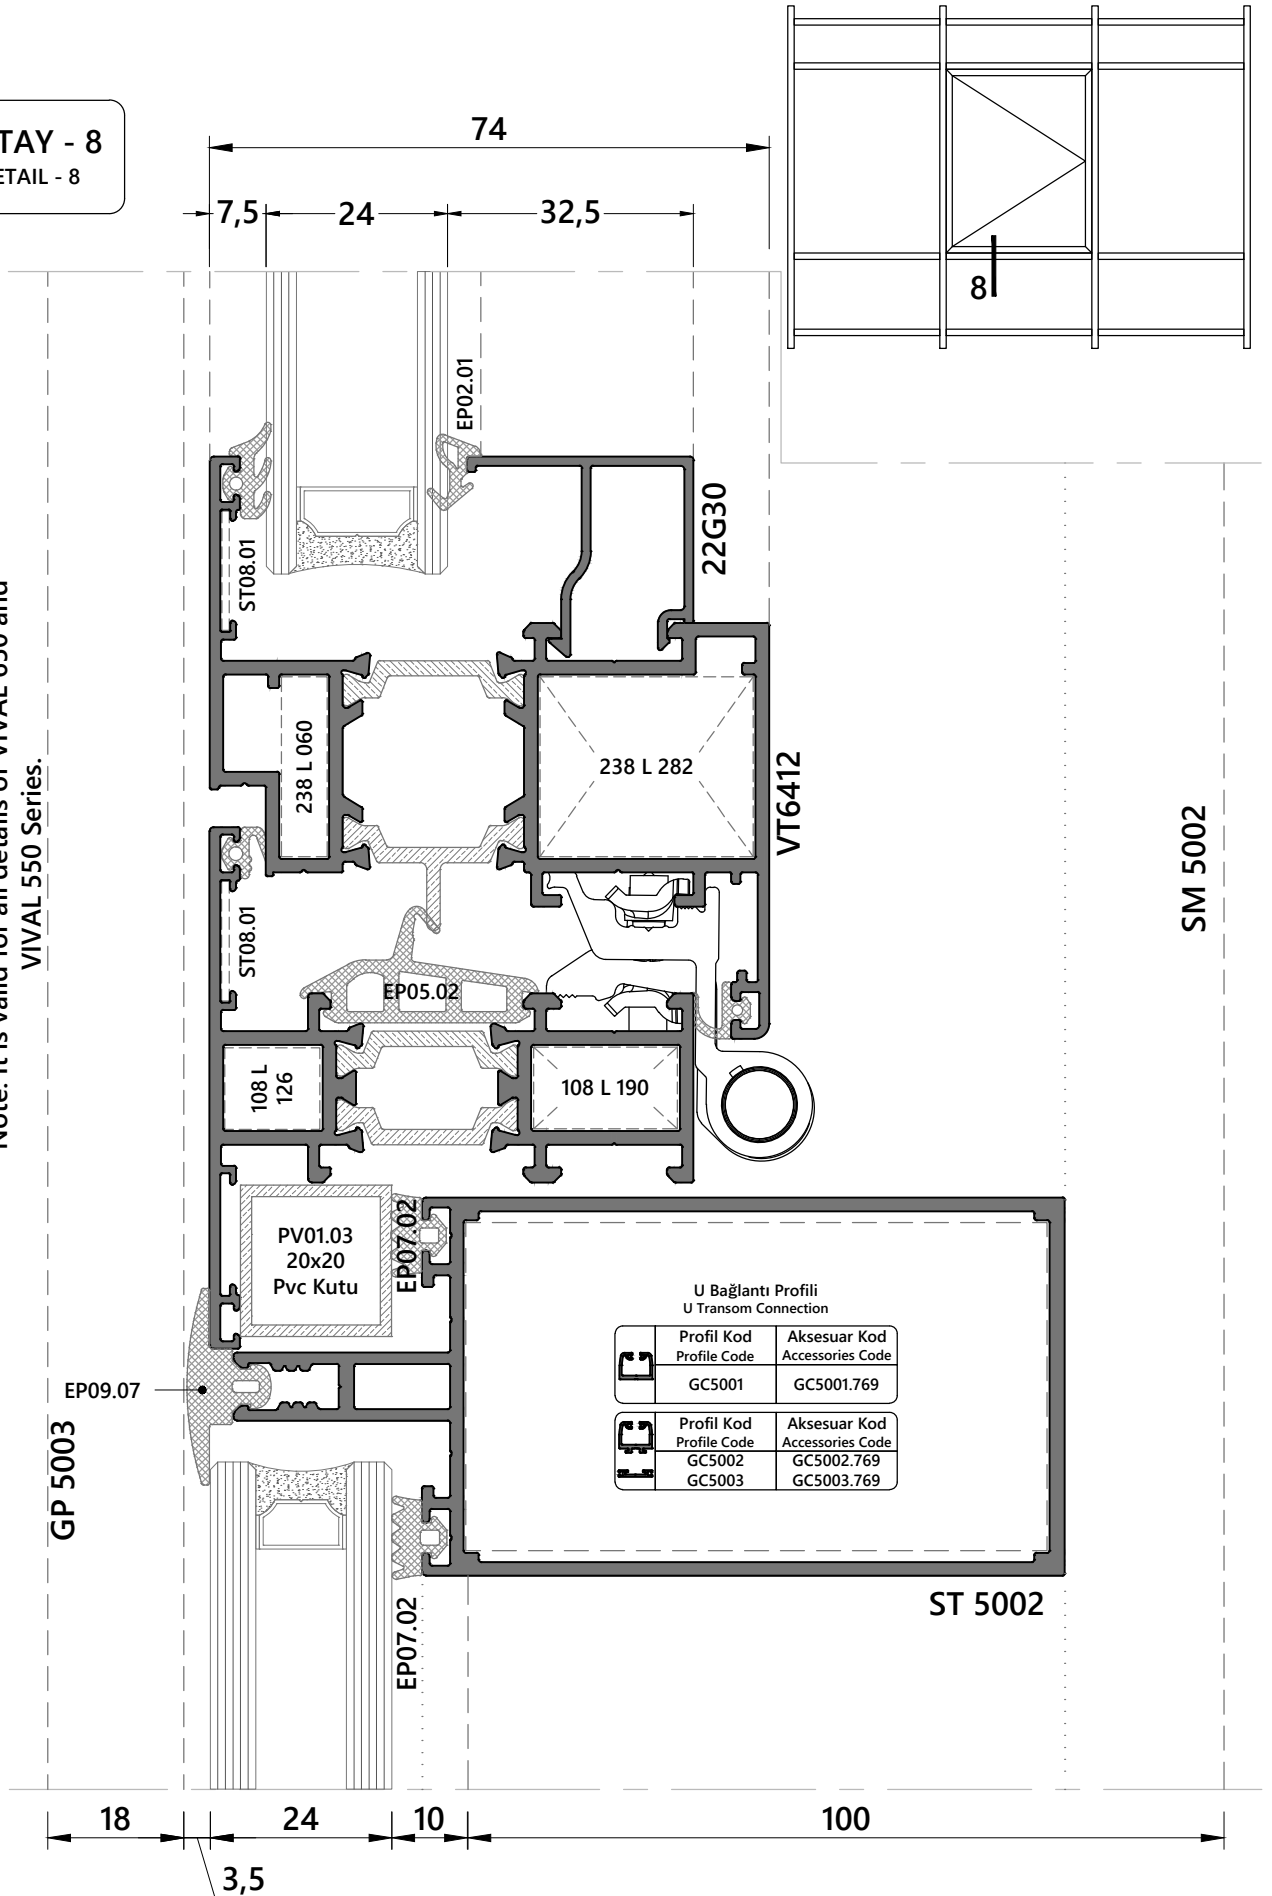 TAY - 8
ETAIL - 8
74
7,5
24
32,5
8
EP02.01
22G30
ST08.01
VIVAL 550 Series.
238 L 060
238 L 282
VT6412
SM 5002
ST08.01
EP05.02
108 L
126
108 L 190
PV01.03
20x20
Pvc Kutu
EP07.02
U Bağlantı Profili
U Transom Connection
Profil Kod
Profile Code
Aksesuar Kod
Accessories Code
GC5001
GC5001.769
Profil Kod
Profile Code
Aksesuar Kod
Accessories Code
GC5002
GC5002.769
GC5003
GC5003.769
EP09.07
GP 5003
ST 5002
EP07.02
18
24
10
100
3,5